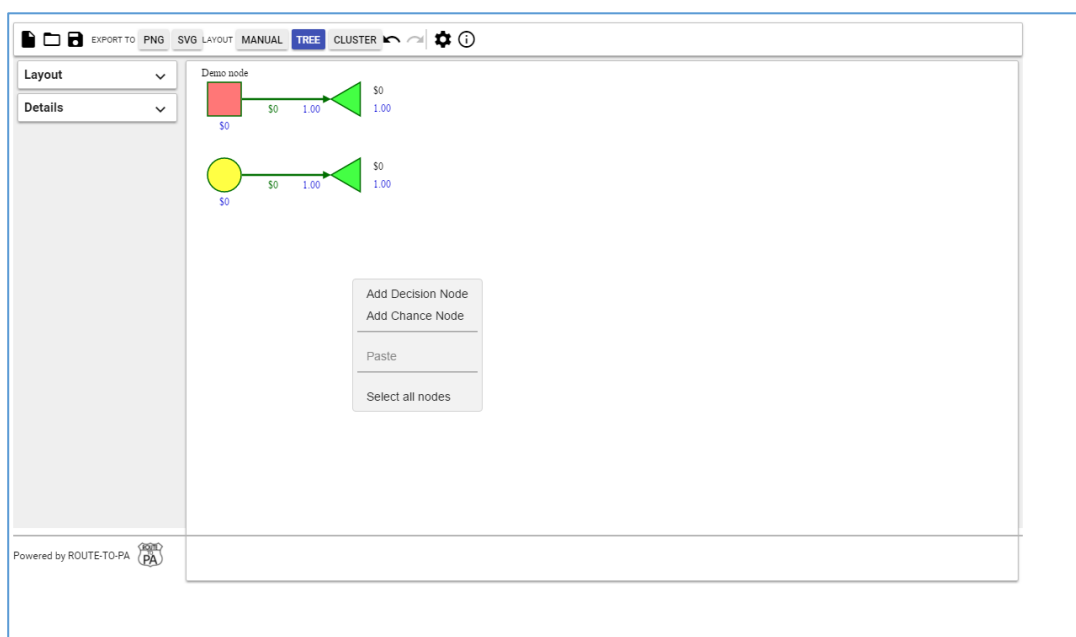 EXPORT TO PNG SVG LAYOUT MANUAL TREE CLUSTER
Layout
Details
Demo node
$0
$0 1.00
1.00
$0
$0
$0 1.00
1.00
$0
Add Decision Node
Add Chance Node
Paste
Select all nodes
Powered by ROUTE-TO-PA
ROUTE
TO
PA